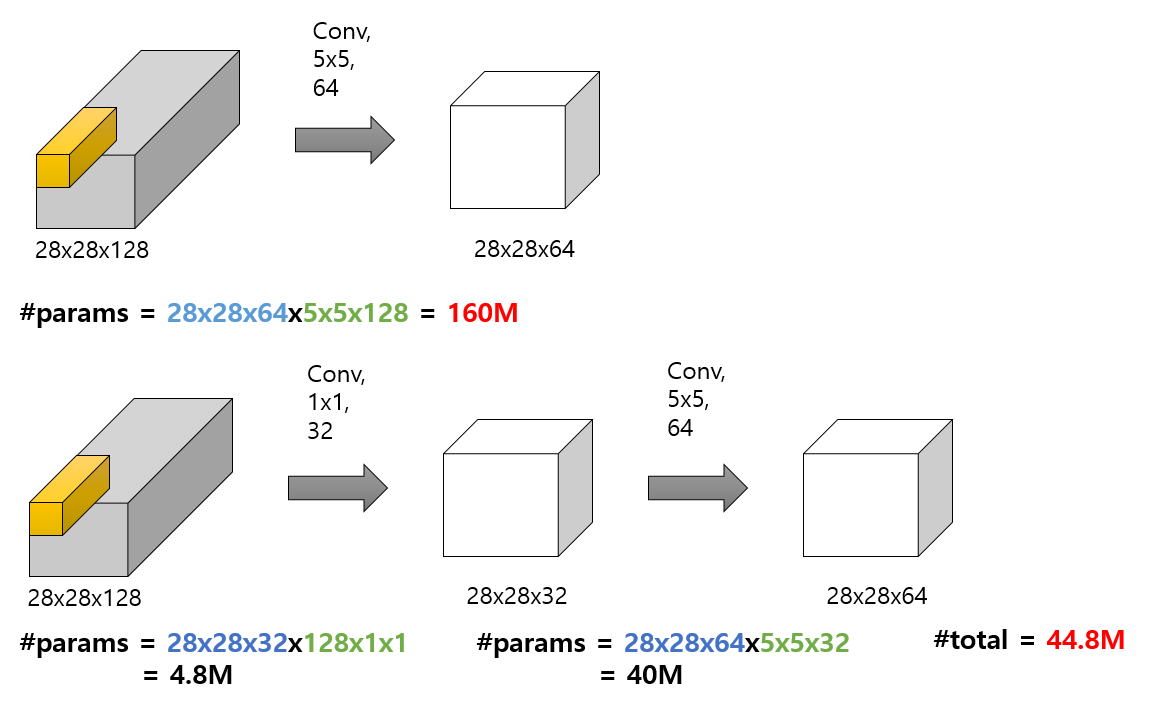 Conv,
5x5,
64
28x28x128
28x28x64
#params = 28x28x64x5x5x128 = 160M
Conv,
1x1,
32
Conv,
5x5,
64
28x28x128
28x28x32
28x28x64
#params = 28x28x32x128x1x1
= 4.8M
#params = 28x28x64x5x5x32
= 40M
#total = 44.8M